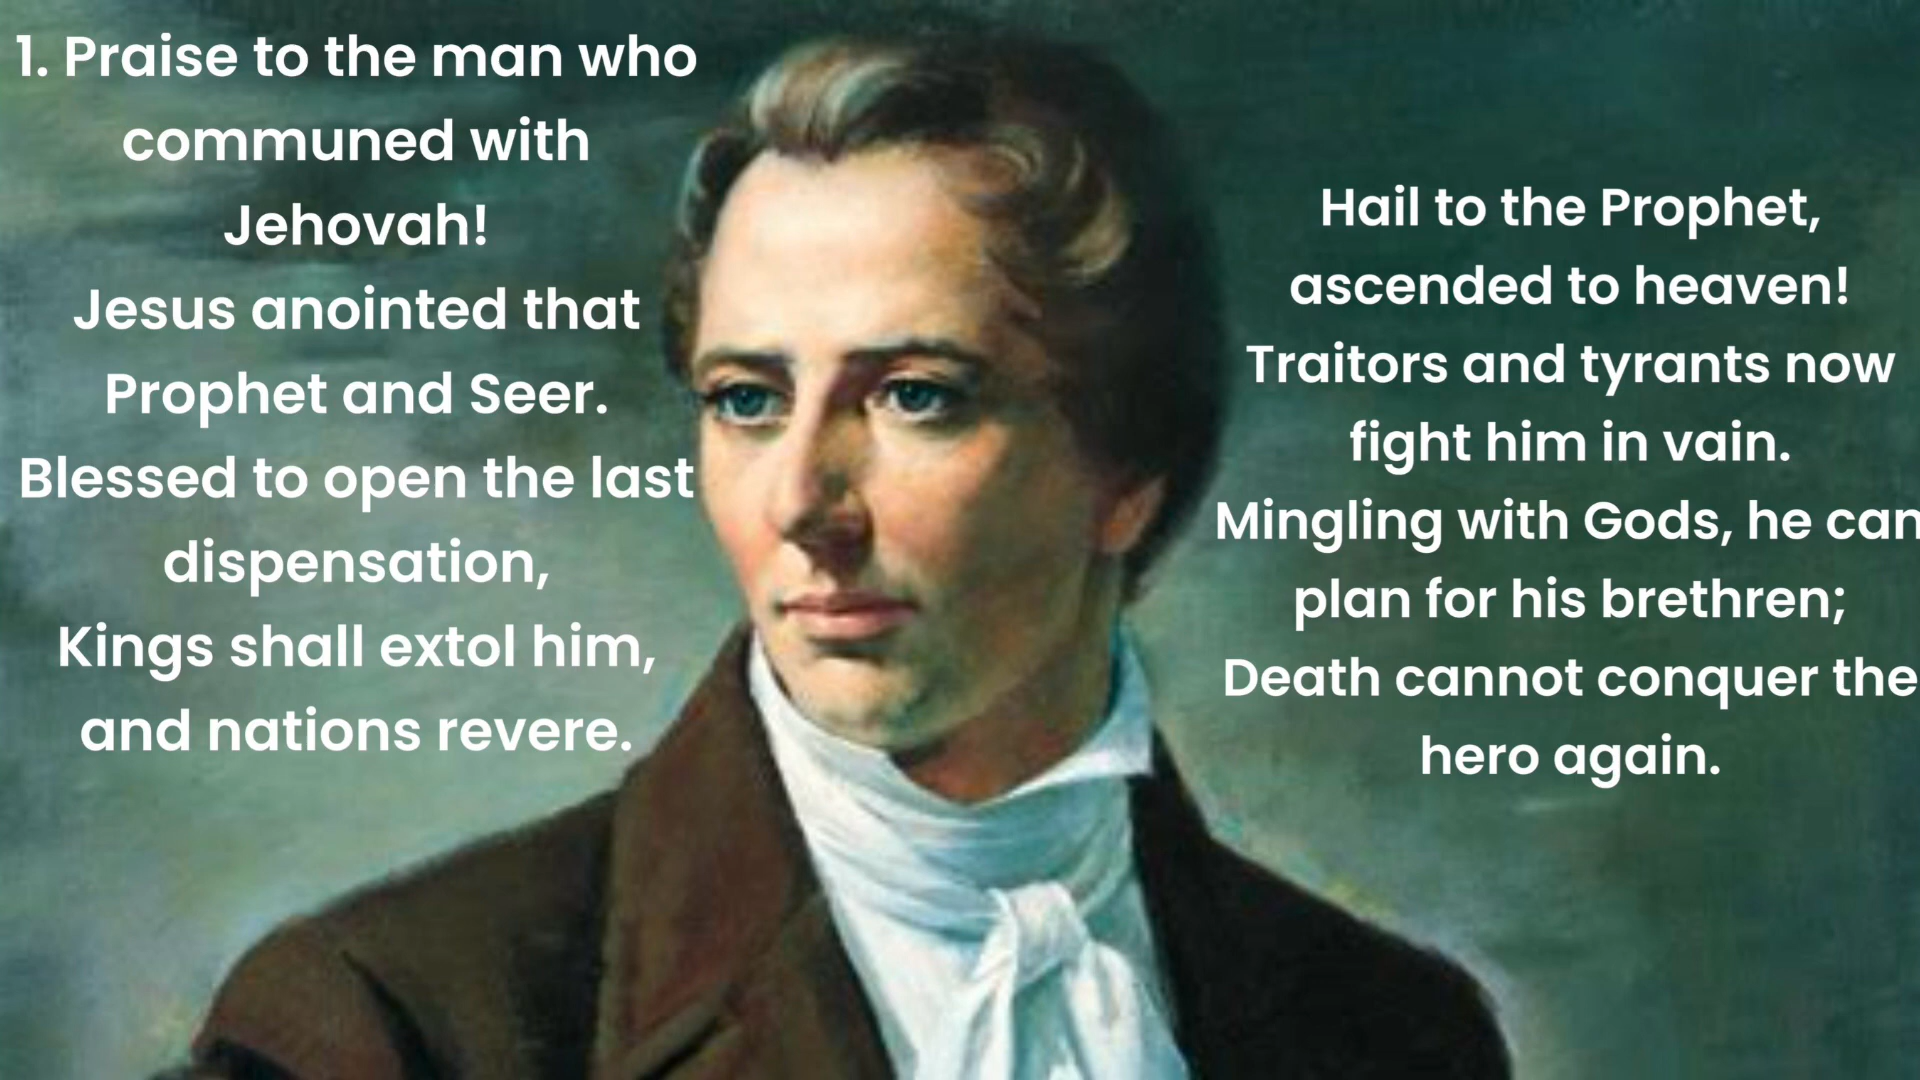 1. Praise to the man who
communed with
Jehovah!
Jesus anointed that
Prophet and Seer.
Blessed to open the last
dispensation,
Kings shall extol him,
and nations revere.
Hail to the Prophet,
ascended to heaven!
Traitors and tyrants now
fight him in vain.
Mingling with Gods, he can
plan for his brethren;
Death cannot conquer the
hero again.